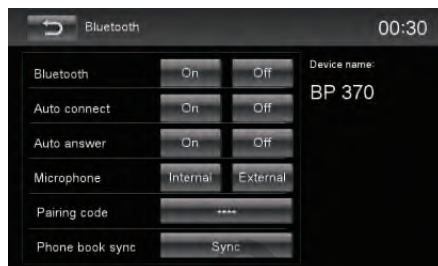 Bluetooth 00:30
Bluetooth On Off
Device name:
BP 370
Auto connect On Off
Auto answer On Off
Microphone Internal External
Pairing code ****
Phone book sync Sync